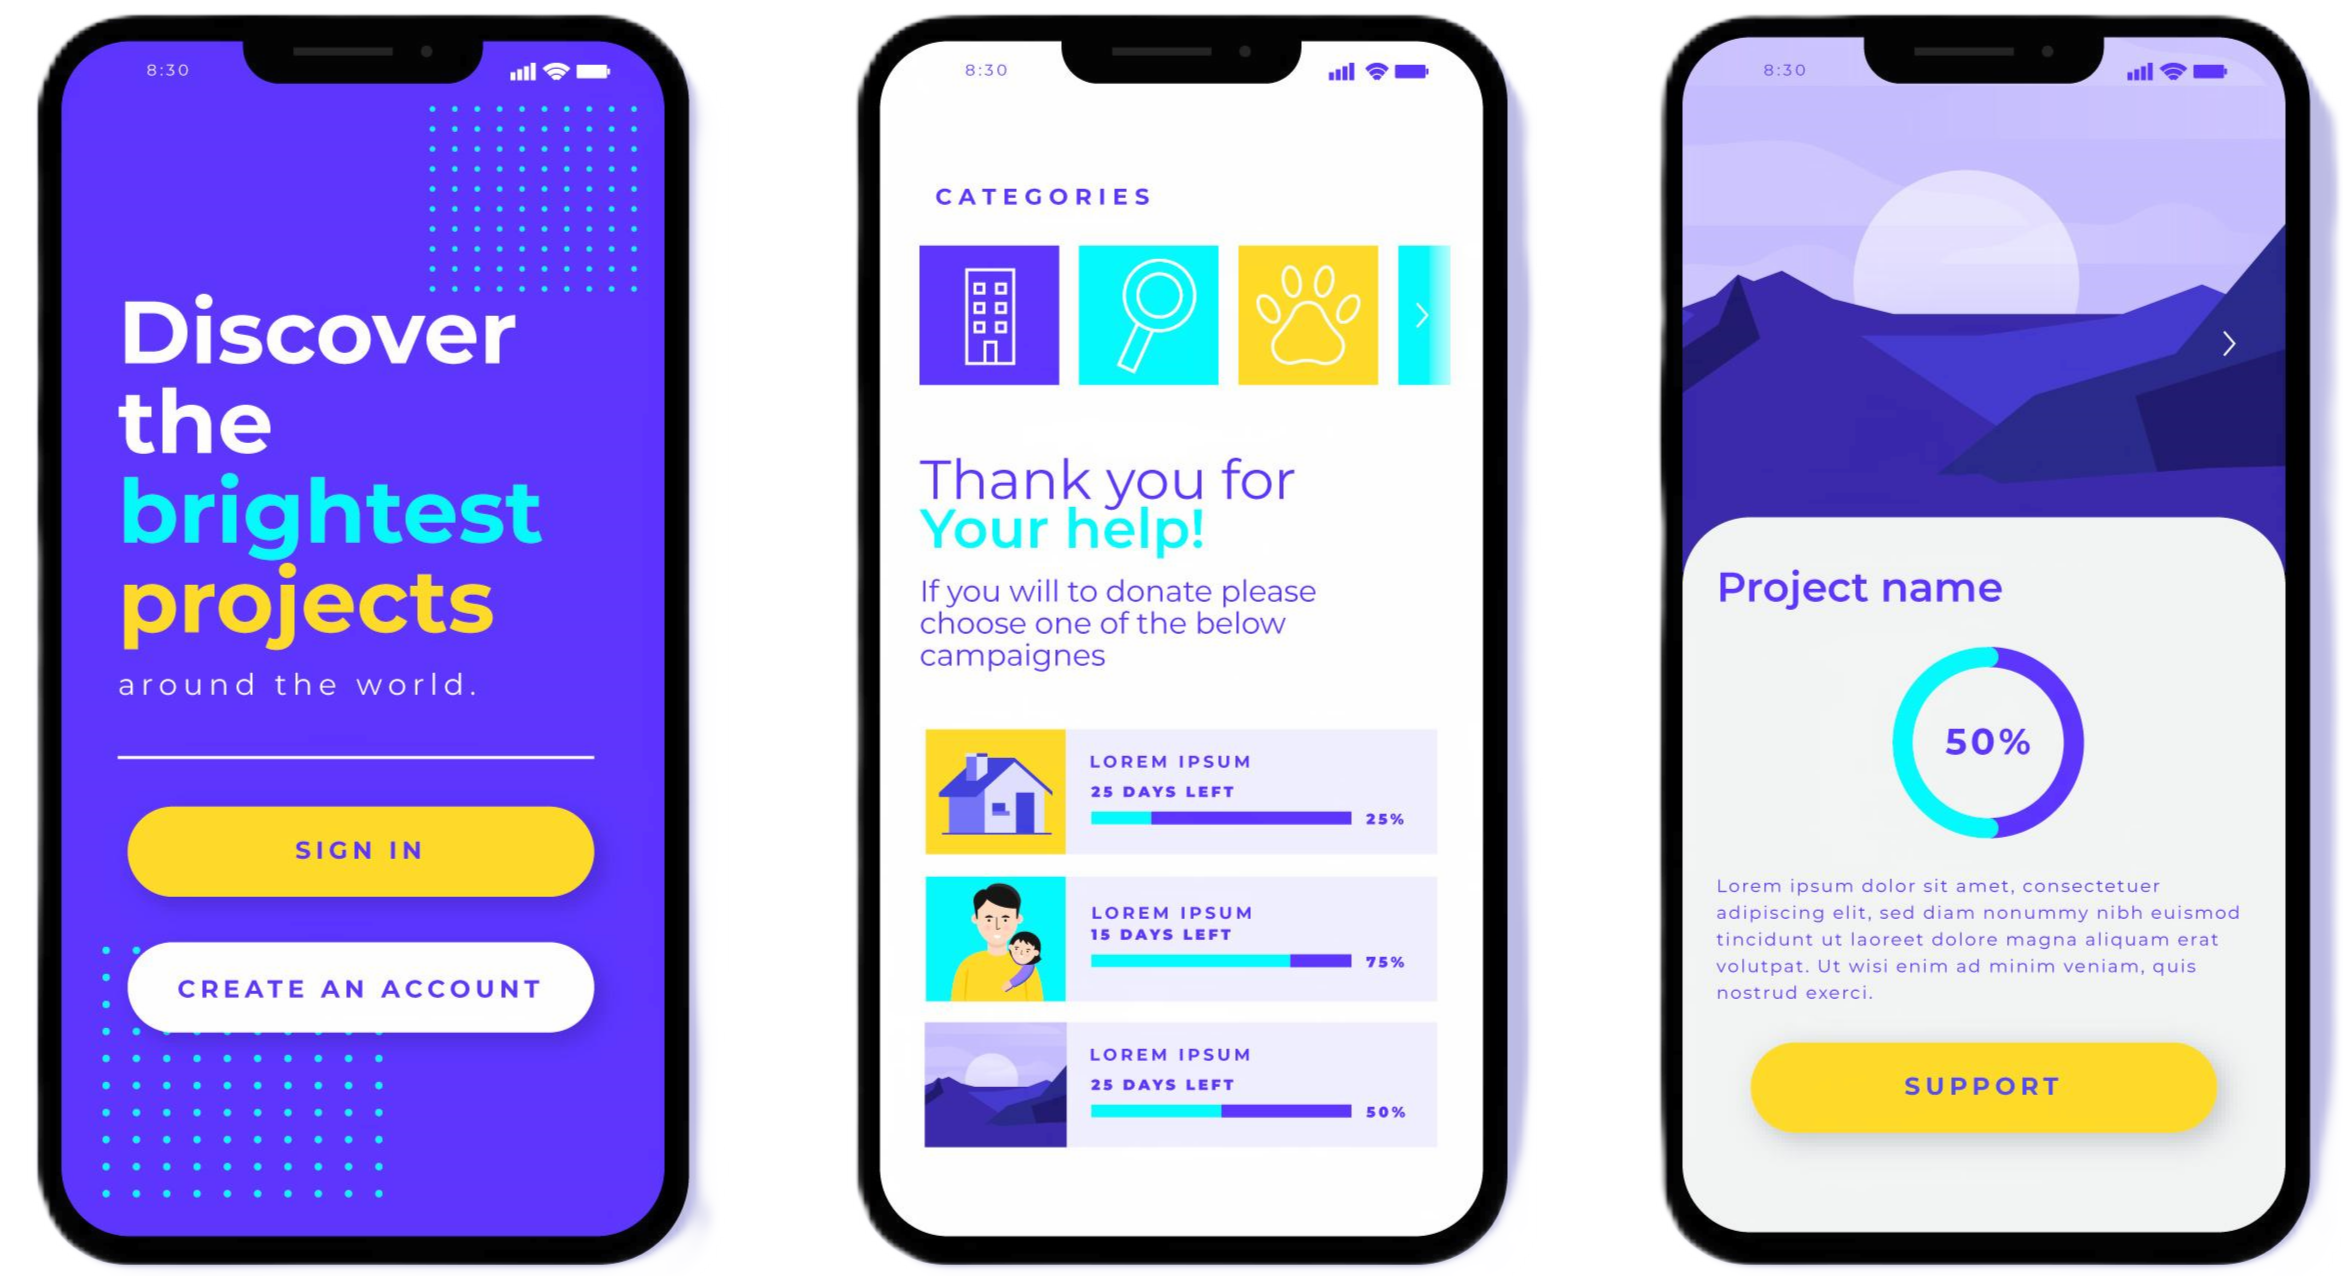 8:30
Discover
the
brightest
projects
around the world.
SIGN IN
CREATE AN ACCOUNT
8:30
CATEGORIES
Thank you for
Your help!
If you will to donate please
choose one of the below
campaignes
LOREM IPSUM
25 DAYS LEFT
25%
LOREM IPSUM
15 DAYS LEFT
75%
LOREM IPSUM
25 DAYS LEFT
50%
8:30
Project name
50%
Lorem ipsum dolor sit amet, consectetuer
adipiscing elit, sed diam nonummy nibh euismod
tincidunt ut laoreet dolore magna aliquam erat
volutpat. Ut wisi enim ad minim veniam, quis
nostrud exerci.
SUPPORT